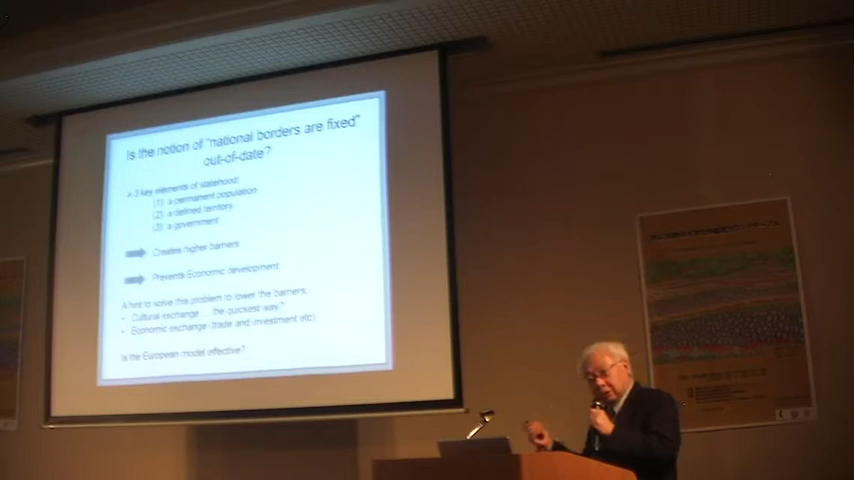 Is the notion of "national borders are fixed"
out-of-date?
3 key elements of statehood:
(1) a permanent population
(2) a defined territory
(3) a government
Creates higher barriers
Prevents Economic development
A hint to solve this problem to lower the barriers;
• Cultural exchange ... the quickest way?
• Economic exchange (trade and investment etc)
Is the European model effective?